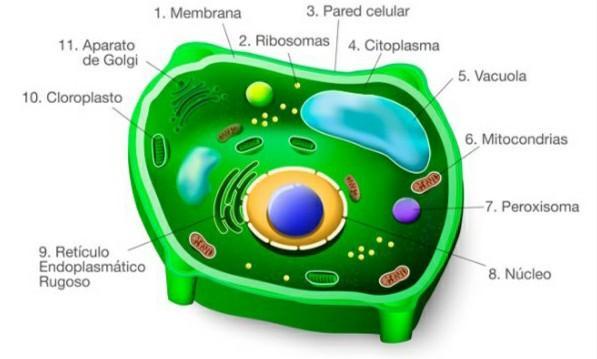 1. Membrana
2. Ribosomas
3. Pared celular
4. Citoplasma
5. Vacuola
6. Mitocondrias
7. Peroxisoma
8. Núcleo
9. Retículo
Endoplasmático
Rugoso
10. Cloroplasto
11. Aparato
de Golgi